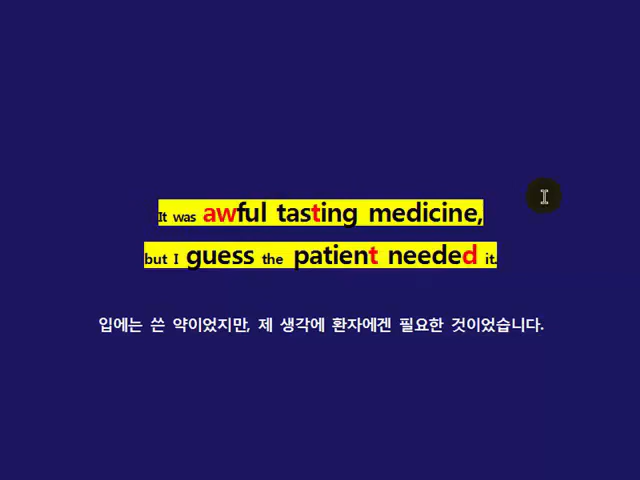 It was awful tasting medicine,
but I guess the patient needed it.
입에는 쓴 약이었지만, 제 생각에 환자에겐 필요한 것이었습니다.